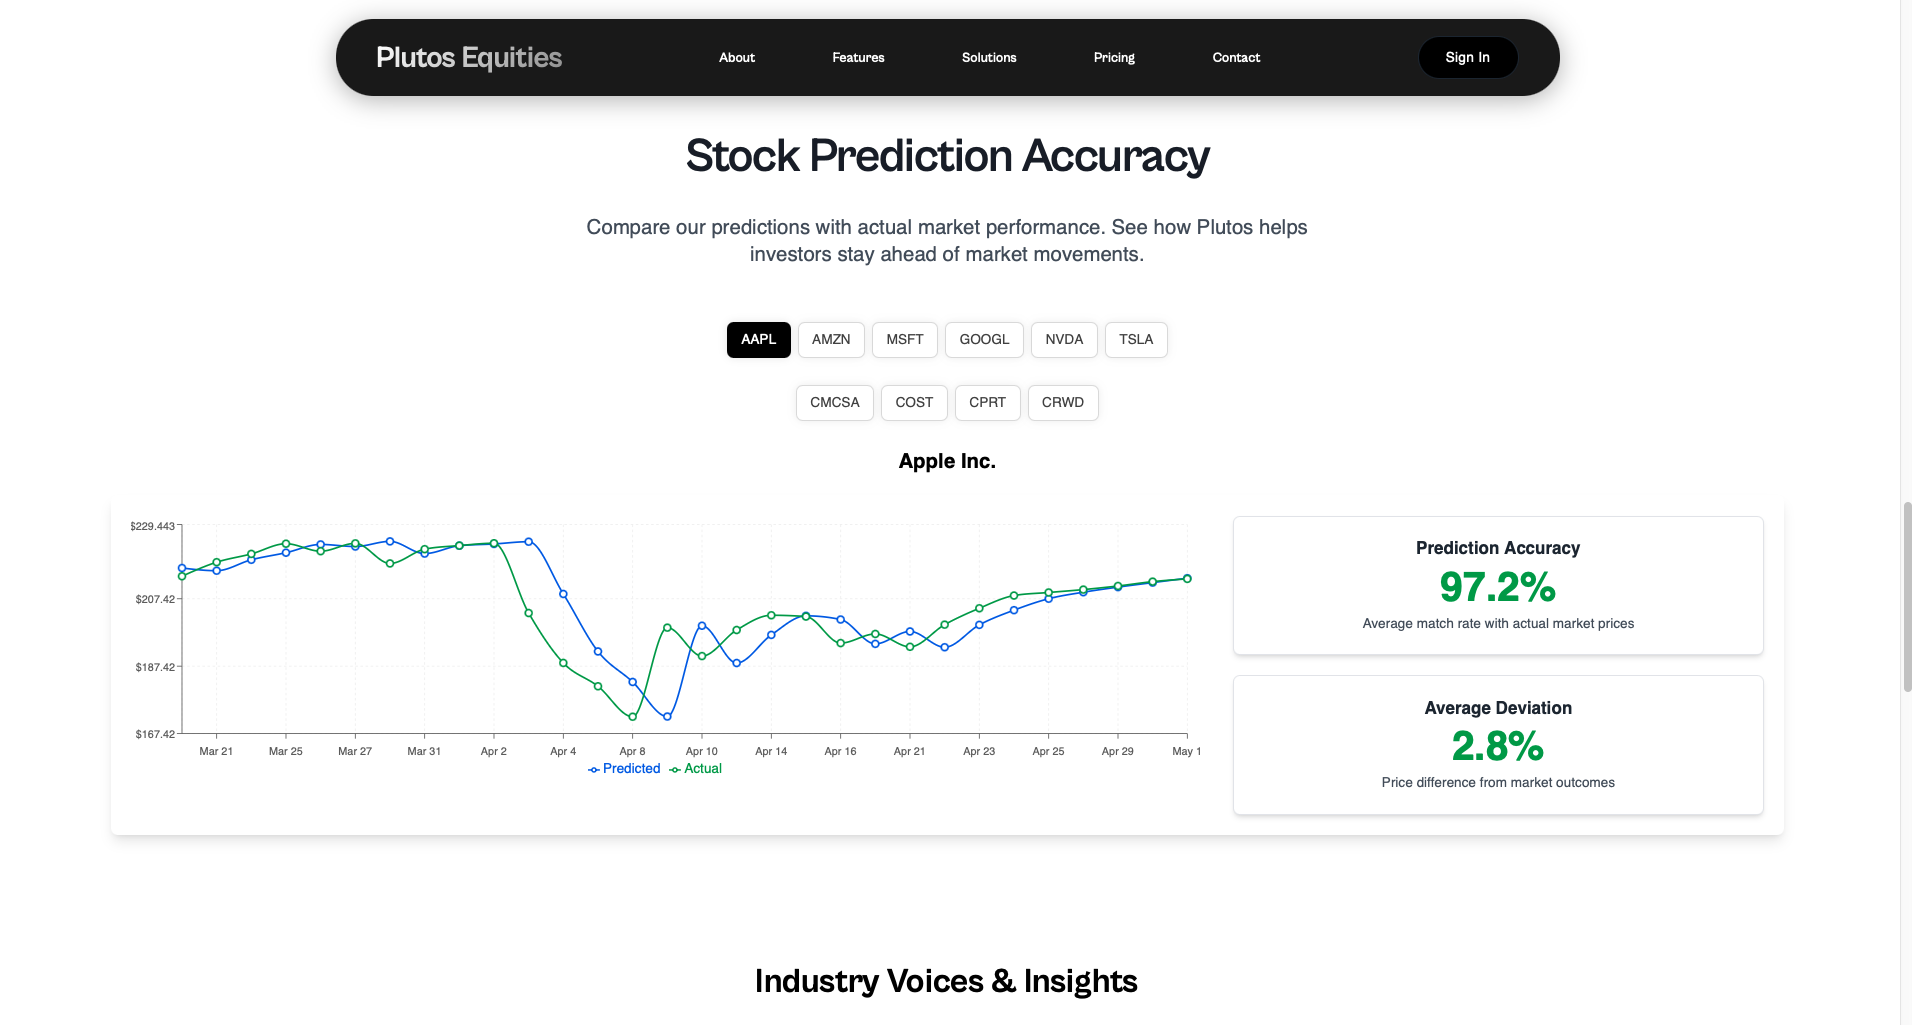 Plutos Equities About Features Solutions Pricing Contact Sign In
Stock Prediction Accuracy
Compare our predictions with actual market performance. See how Plutos helps
investors stay ahead of market movements.
AAPL AMZN MSFT GOOGL NVDA TSLA
CMCSA COST CPRT CRWD
Apple Inc.
$229.443
$207.42
$187.42
$167.42
Mar 21 Mar 25 Mar 27 Mar 31 Apr 2 Apr 4 Apr 8 Apr 10 Apr 14 Apr 16 Apr 21 Apr 23 Apr 25 Apr 29 May 1
Predicted Actual
Prediction Accuracy
97.2%
Average match rate with actual market prices
Average Deviation
2.8%
Price difference from market outcomes
Industry Voices & Insights